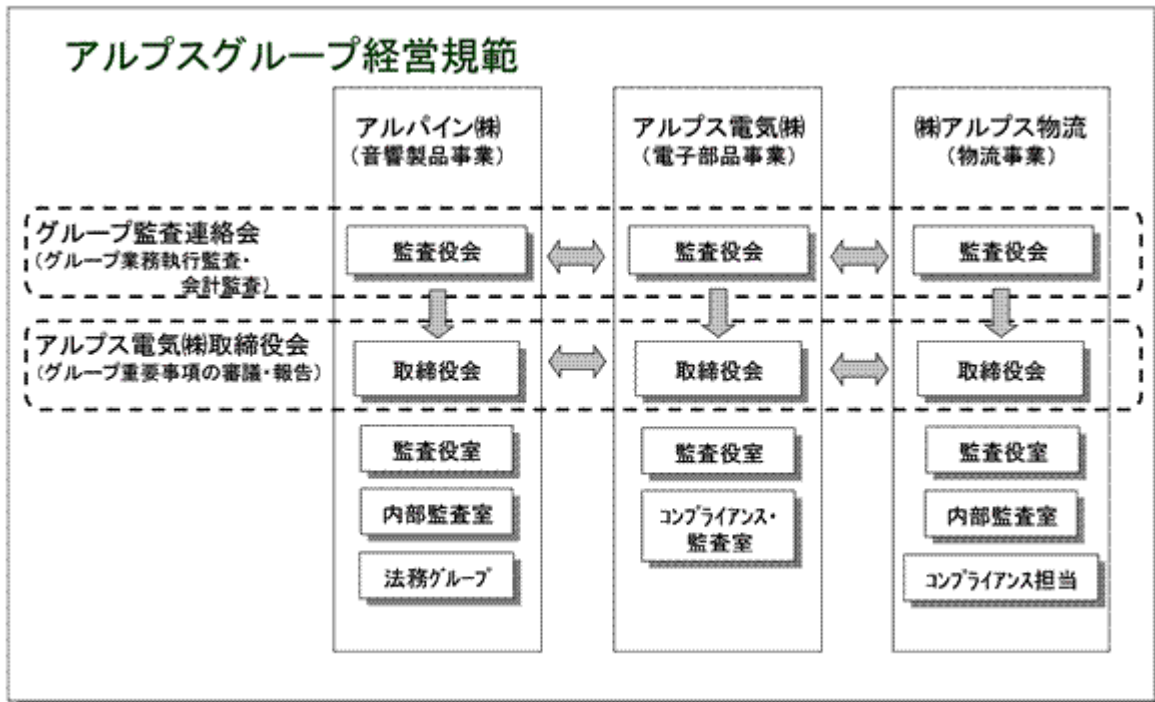 アルプスグループ経営規範
アルパイン㈱
（音響製品事業）
アルプス電気㈱
（電子部品事業）
㈱アルプス物流
（物流事業）
グループ監査連絡会
（グループ業務執行監査・
会計監査）
監査役会
監査役会
監査役会
アルプス電気㈱取締役会
（グループ重要事項の審議・報告）
取締役会
取締役会
取締役会
監査役室
内部監査室
法務ｸﾞﾙｰﾌﾟ
監査役室
ｺﾝﾌﾟﾗｲｱﾝｽ・
監査室
監査役室
内部監査室
ｺﾝﾌﾟﾗｲｱﾝｽ担当